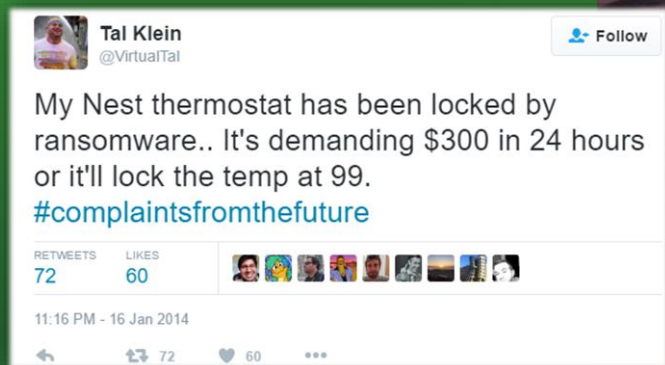 Tal Klein
@VirtualTal
Follow
My Nest thermostat has been locked by
ransomware.. It's demanding $300 in 24 hours
or it'll lock the temp at 99.
#complaintsfromthefuture
RETWEETS LIKES
72 60
11:16 PM - 16 Jan 2014
72 60